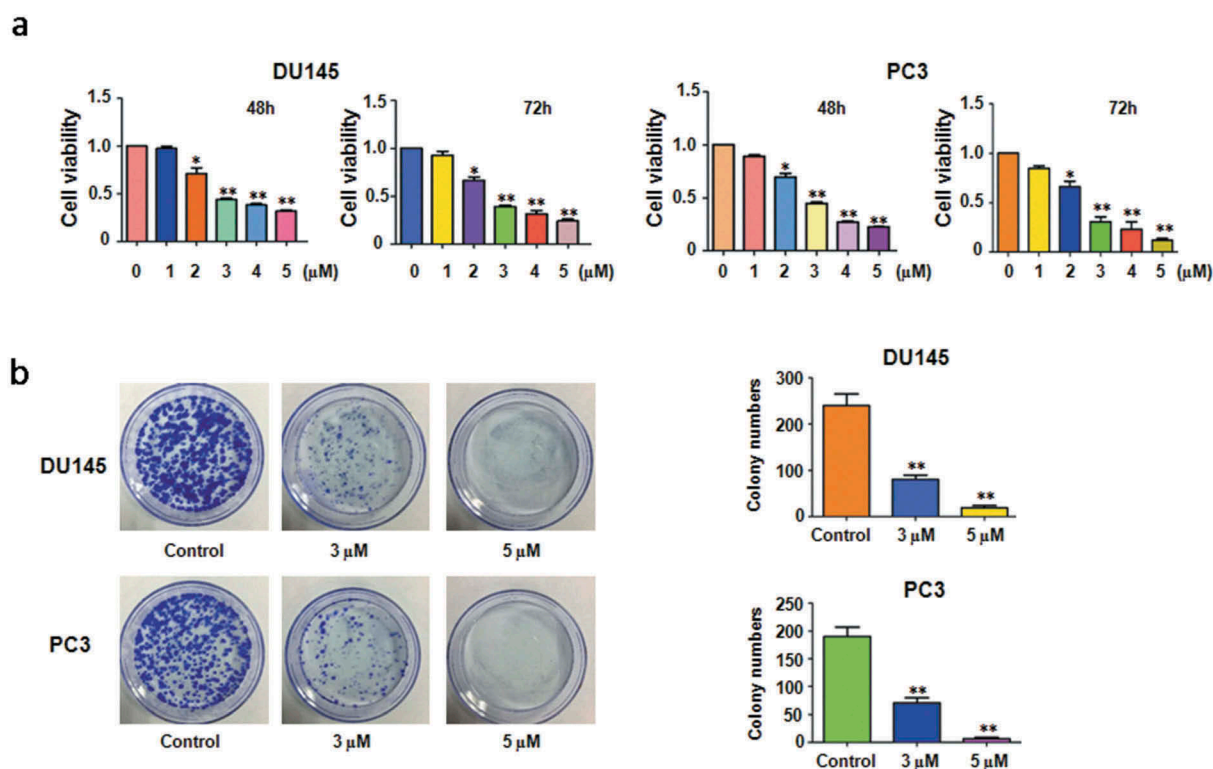 a
DU145
PC3
Cell viability
1.5
1.0
0.5
0
48h
*
**
**
**
0 1 2 3 4 5 (μM)
Cell viability
1.5
1.0
0.5
0
72h
*
**
**
**
0 1 2 3 4 5 (μM)
Cell viability
1.5
1.0
0.5
0
48h
*
**
**
**
0 1 2 3 4 5 (μM)
Cell viability
1.5
1.0
0.5
0
72h
*
**
**
**
0 1 2 3 4 5 (μM)
b
DU145
Control 3 μM 5 μM
PC3
Control 3 μM 5 μM
DU145
Colony numbers
300
200
100
0
**
**
Control 3 μM 5 μM
PC3
Colony numbers
250
200
150
100
50
0
**
**
Control 3 μM 5 μM